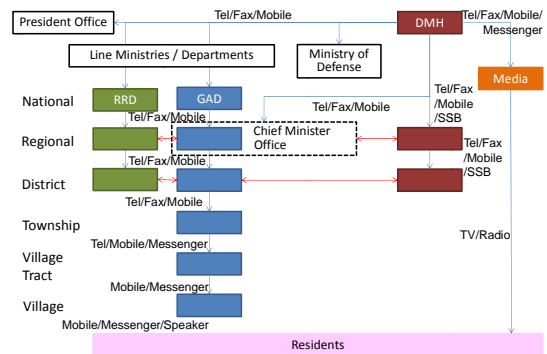 Tel/Fax/Mobile
President Office
DMH
Tel/Fax/Mobile/
Messenger
Line Ministries / Departments
Ministry of
Defense
Media
National
RRD
GAD
Tel/Fax/Mobile
Tel/Fax/Mobile
Tel/Fax
/Mobile
/SSB
Regional
Chief Minister
Office
Tel/Fax
/Mobile
/SSB
Tel/Fax/Mobile
District
Tel/Fax/Mobile
Township
TV/Radio
Tel/Mobile/Messenger
Village
Tract
Mobile/Messenger
Village
Mobile/Messenger/Speaker
Residents